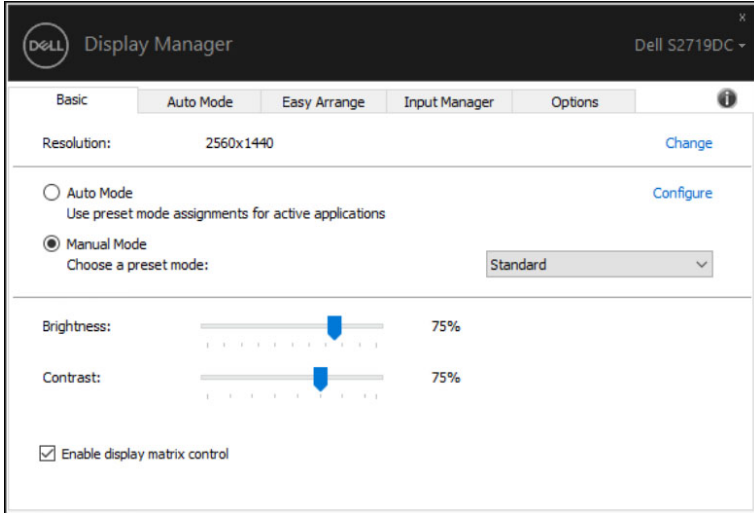 x
DELL Display Manager Dell S2719DC
Basic Auto Mode Easy Arrange Input Manager Options i
Resolution: 2560x1440 Change
Auto Mode Configure
Use preset mode assignments for active applications
Manual Mode
Choose a preset mode: Standard
Brightness: 75%
Contrast: 75%
Enable display matrix control